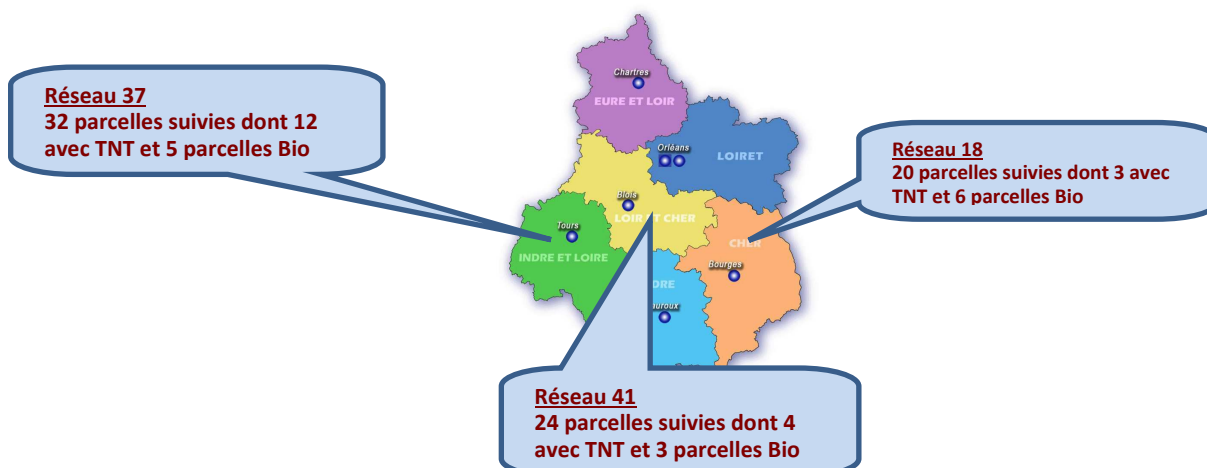 Chartres
EURE ET LOIR
Réseau 37
32 parcelles suivies dont 12
avec TNT et 5 parcelles Bio
Orléans
LOIRET
Réseau 18
20 parcelles suivies dont 3 avec
TNT et 6 parcelles Bio
Blois
LOIR ET CHER
Tours
INDRE ET LOIRE
CHER
Bourges
DRE
auroux
Réseau 41
24 parcelles suivies dont 4
avec TNT et 3 parcelles Bio